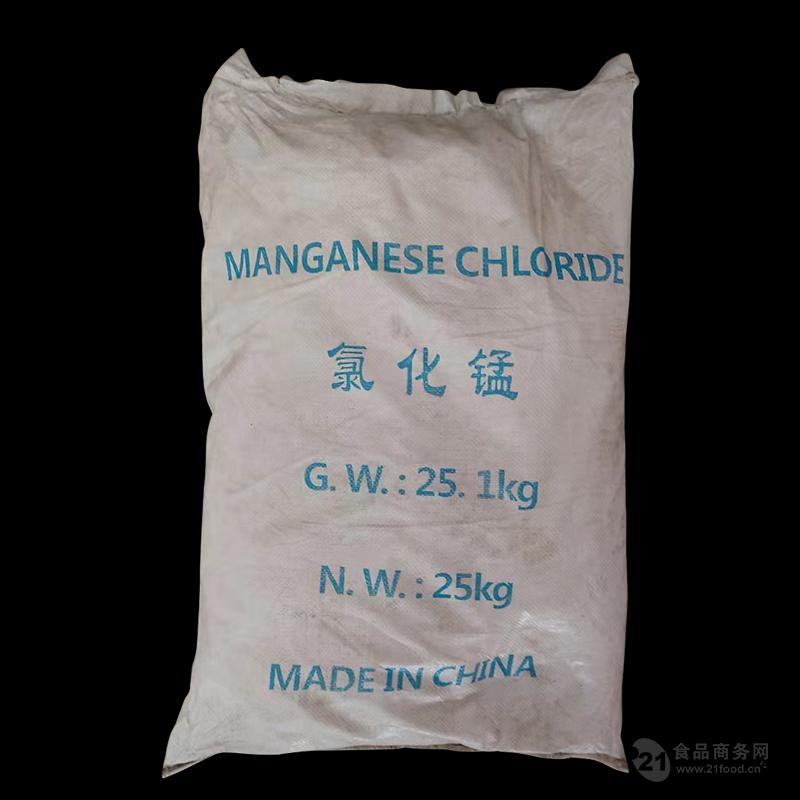 MANGANESE CHLORIDE
氯化锰
G. W. : 25. 1kg
N. W. : 25kg
MADE IN CHINA
21 食品商务网
www.21food.cn